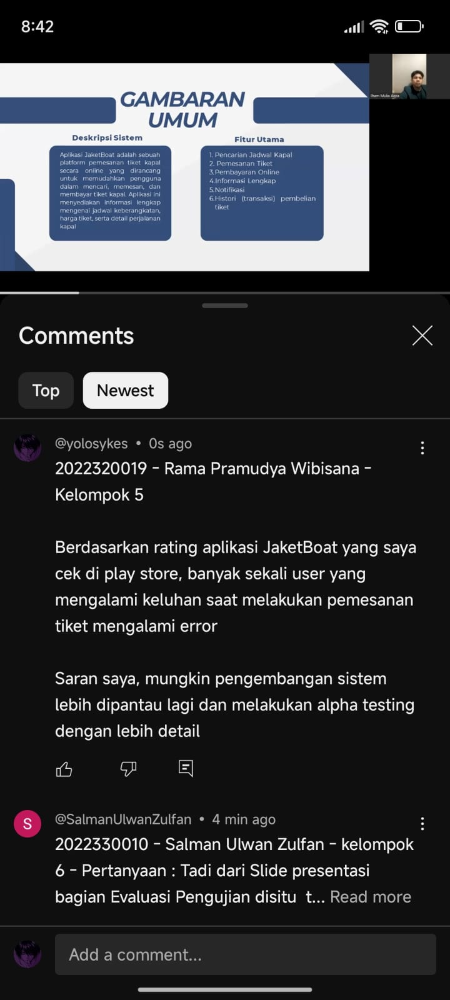 8:42
GAMBARAN
UMUM
Deskripsi Sistem
Aplikasi JaketBoat adalah sebuah
platform pemesanan tiket kapal
secara online yang dirancang
untuk memudahkan pengguna
dalam mencari, memesan, dan
membayar tiket kapal. Aplikasi ini
menyediakan informasi lengkap
mengenai jadwal keberangkatan,
harga tiket, serta detail perjalanan
kapal
Fitur Utama
1. Pencarian Jadwal Kapal
2. Pemesanan Tiket
3.Pembayaran Online
4.Informasi Lengkap
5.Notifikasi
6.Histori (transaksi) pembelian
tiket
Ilham Mulia Aqsa
Comments
Top
Newest
@yolosykes • 0s ago
2022320019 - Rama Pramudya Wibisana -
Kelompok 5
Berdasarkan rating aplikasi JaketBoat yang saya
cek di play store, banyak sekali user yang
mengalami keluhan saat melakukan pemesanan
tiket mengalami error
Saran saya, mungkin pengembangan sistem
lebih dipantau lagi dan melakukan alpha testing
dengan lebih detail
S
@SalmanUlwanZulfan • 4 min ago
2022330010 - Salman Ulwan Zulfan - kelompok
6 - Pertanyaan : Tadi dari Slide presentasi
bagian Evaluasi Pengujian disitu t... Read more
Add a comment...